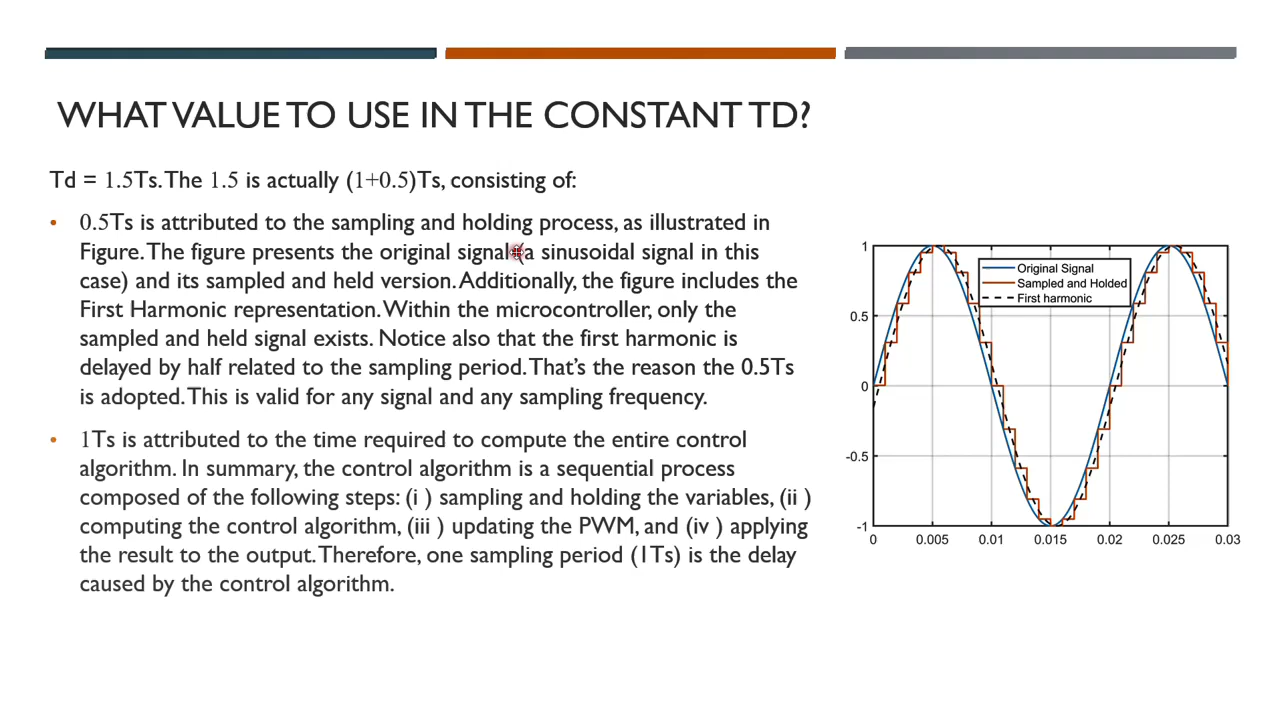 WHAT VALUE TO USE IN THE CONSTANT TD?
Td = 1.5Ts. The 1.5 is actually (1+0.5)Ts, consisting of:
• 0.5Ts is attributed to the sampling and holding process, as illustrated in
Figure. The figure presents the original signal (a sinusoidal signal in this
case) and its sampled and held version. Additionally, the figure includes the
First Harmonic representation. Within the microcontroller, only the
sampled and held signal exists. Notice also that the first harmonic is
delayed by half related to the sampling period. That's the reason the 0.5Ts
is adopted. This is valid for any signal and any sampling frequency.
• 1Ts is attributed to the time required to compute the entire control
algorithm. In summary, the control algorithm is a sequential process
composed of the following steps: (i ) sampling and holding the variables, (ii )
computing the control algorithm, (iii ) updating the PWM, and (iv ) applying
the result to the output. Therefore, one sampling period (1Ts) is the delay
caused by the control algorithm.
Original Signal
Sampled and Holded
First harmonic
1
0.5
0
-0.5
-1
0 0.005 0.01 0.015 0.02 0.025 0.03